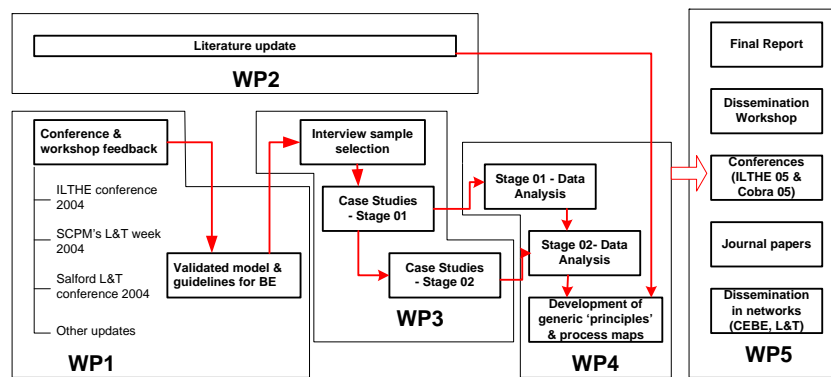 Literature update
WP2
Conference &
workshop feedback
ILTHE conference
2004
SCPM's L&T week
2004
Salford L&T
conference 2004
Other updates
Validated model &
guidelines for BE
WP1
Interview sample
selection
Case Studies
- Stage 01
Case Studies
- Stage 02
WP3
Stage 01 - Data
Analysis
Stage 02- Data
Analysis
Development of
generic ‘principles’
& process maps
WP4
Final Report
Dissemination
Workshop
Conferences
(ILTHE 05 &
Cobra 05)
Journal papers
Dissemination
in networks
(CEBE, L&T)
WP5